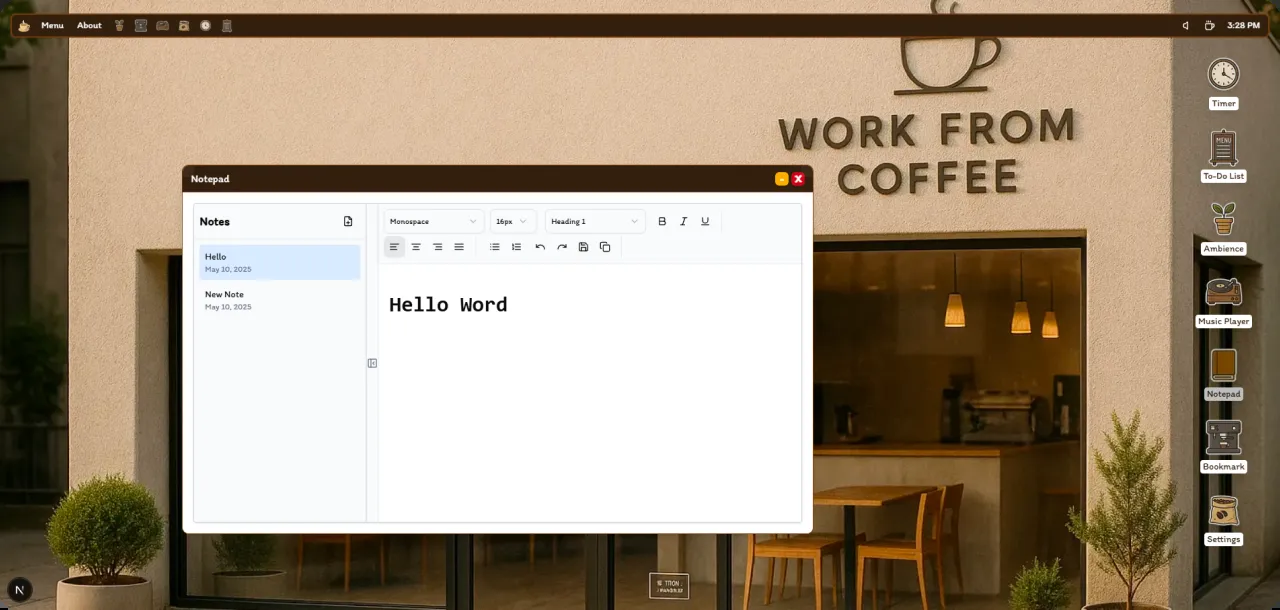 Menu About
3:28 PM
WORK FROM
COFFEE
Timer
MENU
To-Do List
Ambience
Music Player
Notepad
Bookmark
Settings
Notepad
Notes
Hello
May 10, 2025
New Note
May 10, 2025
Monospace 16px Heading 1 B I U
Hello Word
N